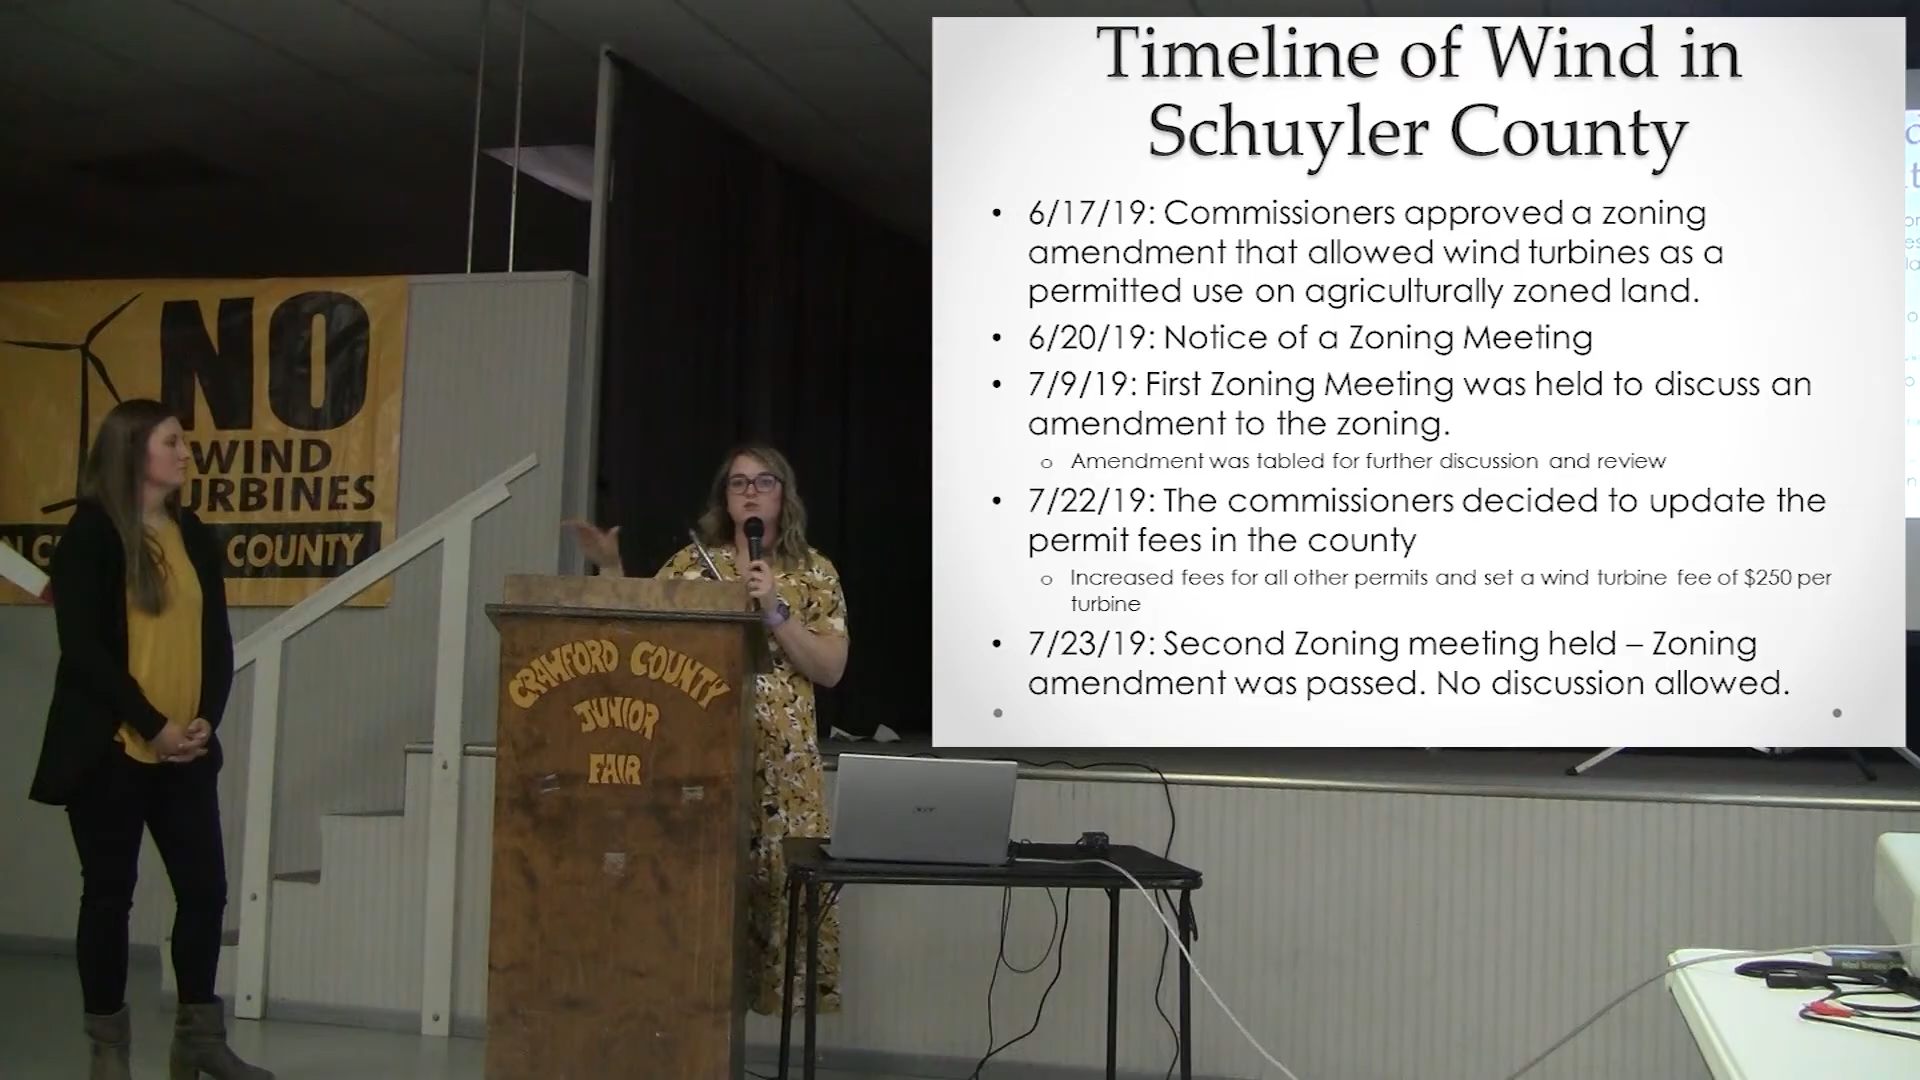 Timeline of Wind in
Schuyler County
• 6/17/19: Commissioners approved a zoning
amendment that allowed wind turbines as a
permitted use on agriculturally zoned land.
• 6/20/19: Notice of a Zoning Meeting
• 7/9/19: First Zoning Meeting was held to discuss an
amendment to the zoning.
o Amendment was tabled for further discussion and review
• 7/22/19: The commissioners decided to update the
permit fees in the county
o Increased fees for all other permits and set a wind turbine fee of $250 per
turbine
• 7/23/19: Second Zoning meeting held – Zoning
amendment was passed. No discussion allowed.
NO
WIND
URBINES
COUNTY
CRAWFORD COUNTY
JUNIOR
FAIR
acer